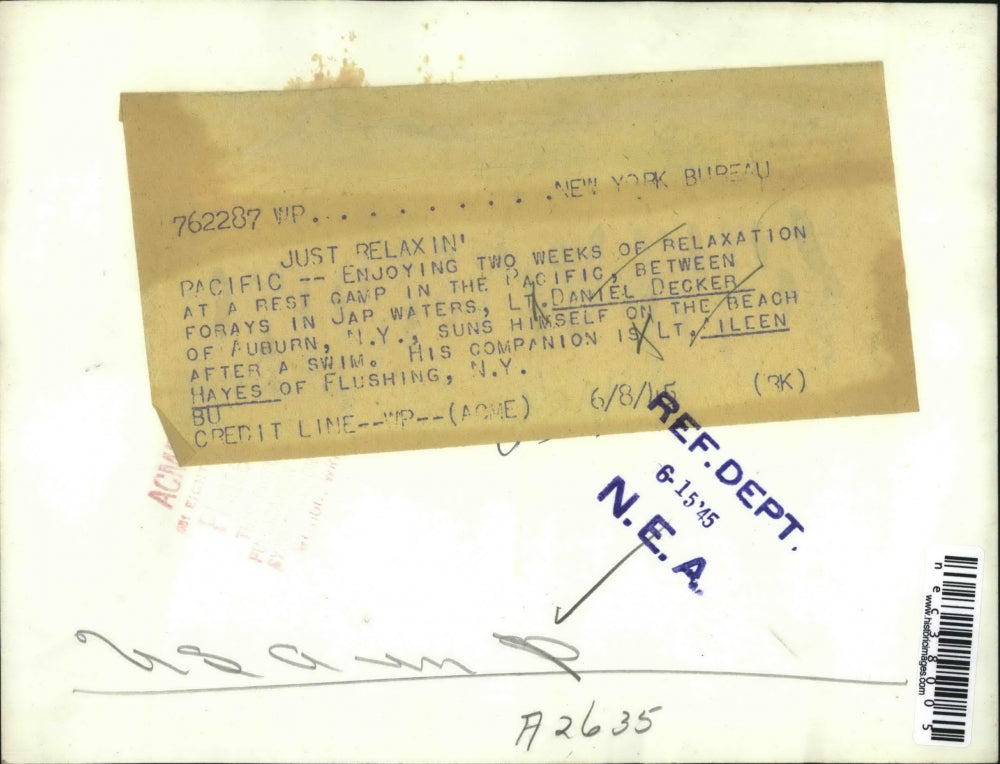 762287 WP. . . . . . . . . . .NEW YORK BUREAU
JUST RELAXIN'
PACIFIC -- ENJOYING TWO WEEKS OF RELAXATION
AT A REST CAMP IN THE PACIFIC, BETWEEN
FORAYS IN JAP WATERS, LT. DANIEL DECKER
OF AUBURN, N.Y., SUNS HIMSELF ON THE BEACH
AFTER A SWIM. HIS COMPANION IS LT. EILEEN
HAYES OF FLUSHING, N.Y.
BU
CREDIT LINE--WP--(ACME) 6/8/45 (RK)
REF. DEPT.
6-15'45
N.E.A.
A2635
nec38005
www.historicimages.com